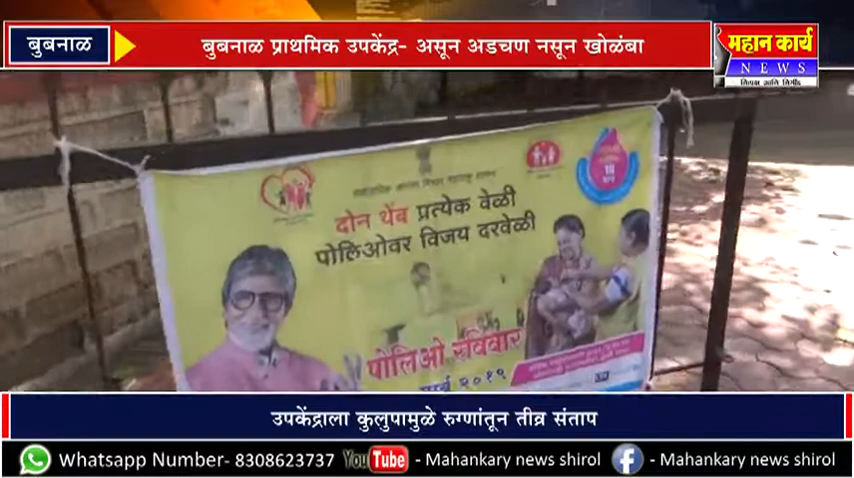 बुबनाळ
बुबनाळ प्राथमिक उपकेंद्र- असून अडचण नसून खोळंबा
महान कार्य
NEWS
दोन थेंब प्रत्येक वेळी
पोलिओवर विजय दरवेळी
पोलिओ रविवार
मार्च २०१९
उपकेंद्राला कुलुपामुळे रुग्णांतून तीव्र संताप
Whatsapp Number- 8308623737 YouTube - Mahankary news shirol - Mahankary news shirol